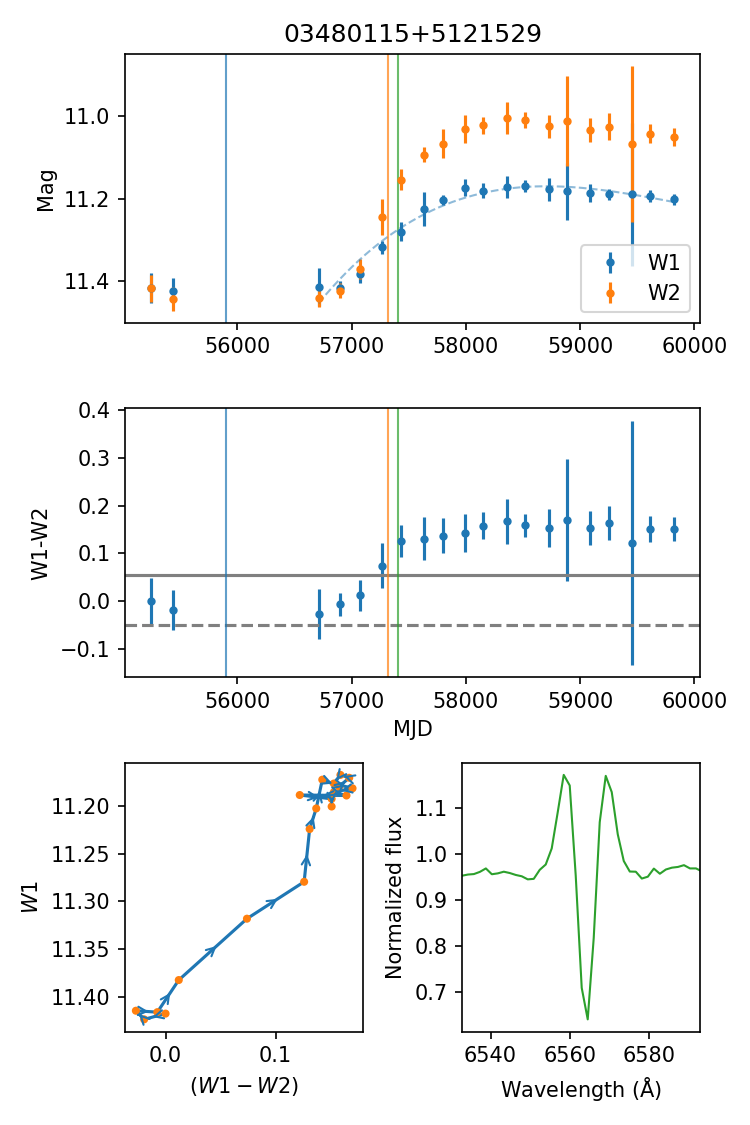 03480115+5121529
Mag
11.0
11.2
11.4
W1
W2
56000 57000 58000 59000 60000
W1-W2
0.4
0.3
0.2
0.1
0.0
−0.1
56000 57000 58000 59000 60000
MJD
W1
11.20
11.25
11.30
11.35
11.40
0.0 0.1
(W1 − W2)
Normalized flux
1.1
1.0
0.9
0.8
0.7
6540 6560 6580
Wavelength (Å)